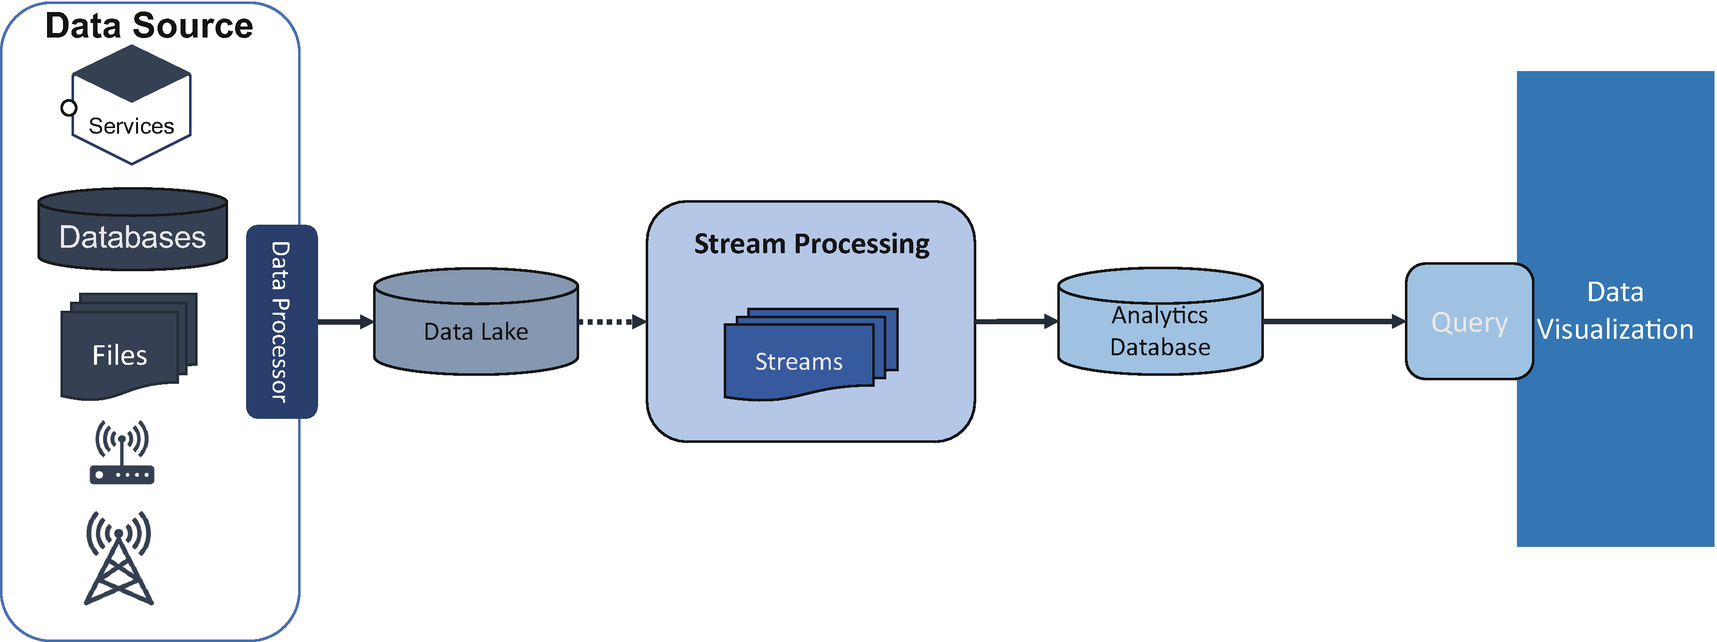 Data Source
Services
Databases
Files
Data Processor
Data Lake
Stream Processing
Streams
Analytics
Database
Query
Data
Visualization